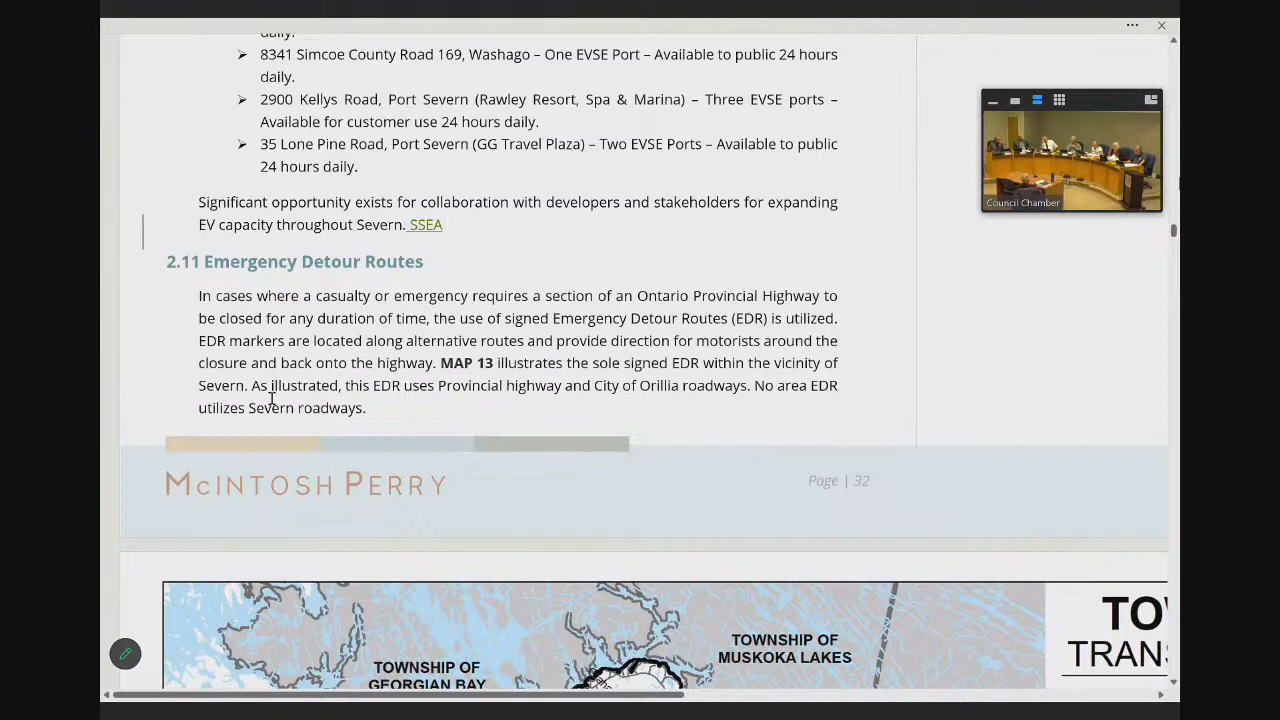 daily.
➢ 8341 Simcoe County Road 169, Washago – One EVSE Port – Available to public 24 hours
daily.
➢ 2900 Kellys Road, Port Severn (Rawley Resort, Spa & Marina) – Three EVSE ports –
Available for customer use 24 hours daily.
➢ 35 Lone Pine Road, Port Severn (GG Travel Plaza) – Two EVSE Ports – Available to public
24 hours daily.
Significant opportunity exists for collaboration with developers and stakeholders for expanding
EV capacity throughout Severn. SSEA
2.11 Emergency Detour Routes
In cases where a casualty or emergency requires a section of an Ontario Provincial Highway to
be closed for any duration of time, the use of signed Emergency Detour Routes (EDR) is utilized.
EDR markers are located along alternative routes and provide direction for motorists around the
closure and back onto the highway. MAP 13 illustrates the sole signed EDR within the vicinity of
Severn. As illustrated, this EDR uses Provincial highway and City of Orillia roadways. No area EDR
utilizes Severn roadways.
MCINTOSH PERRY
Page | 32
Council Chamber
TOWNSHIP OF
GEORGIAN BAY
TOWNSHIP OF
MUSKOKA LAKES
TOW
TRANS